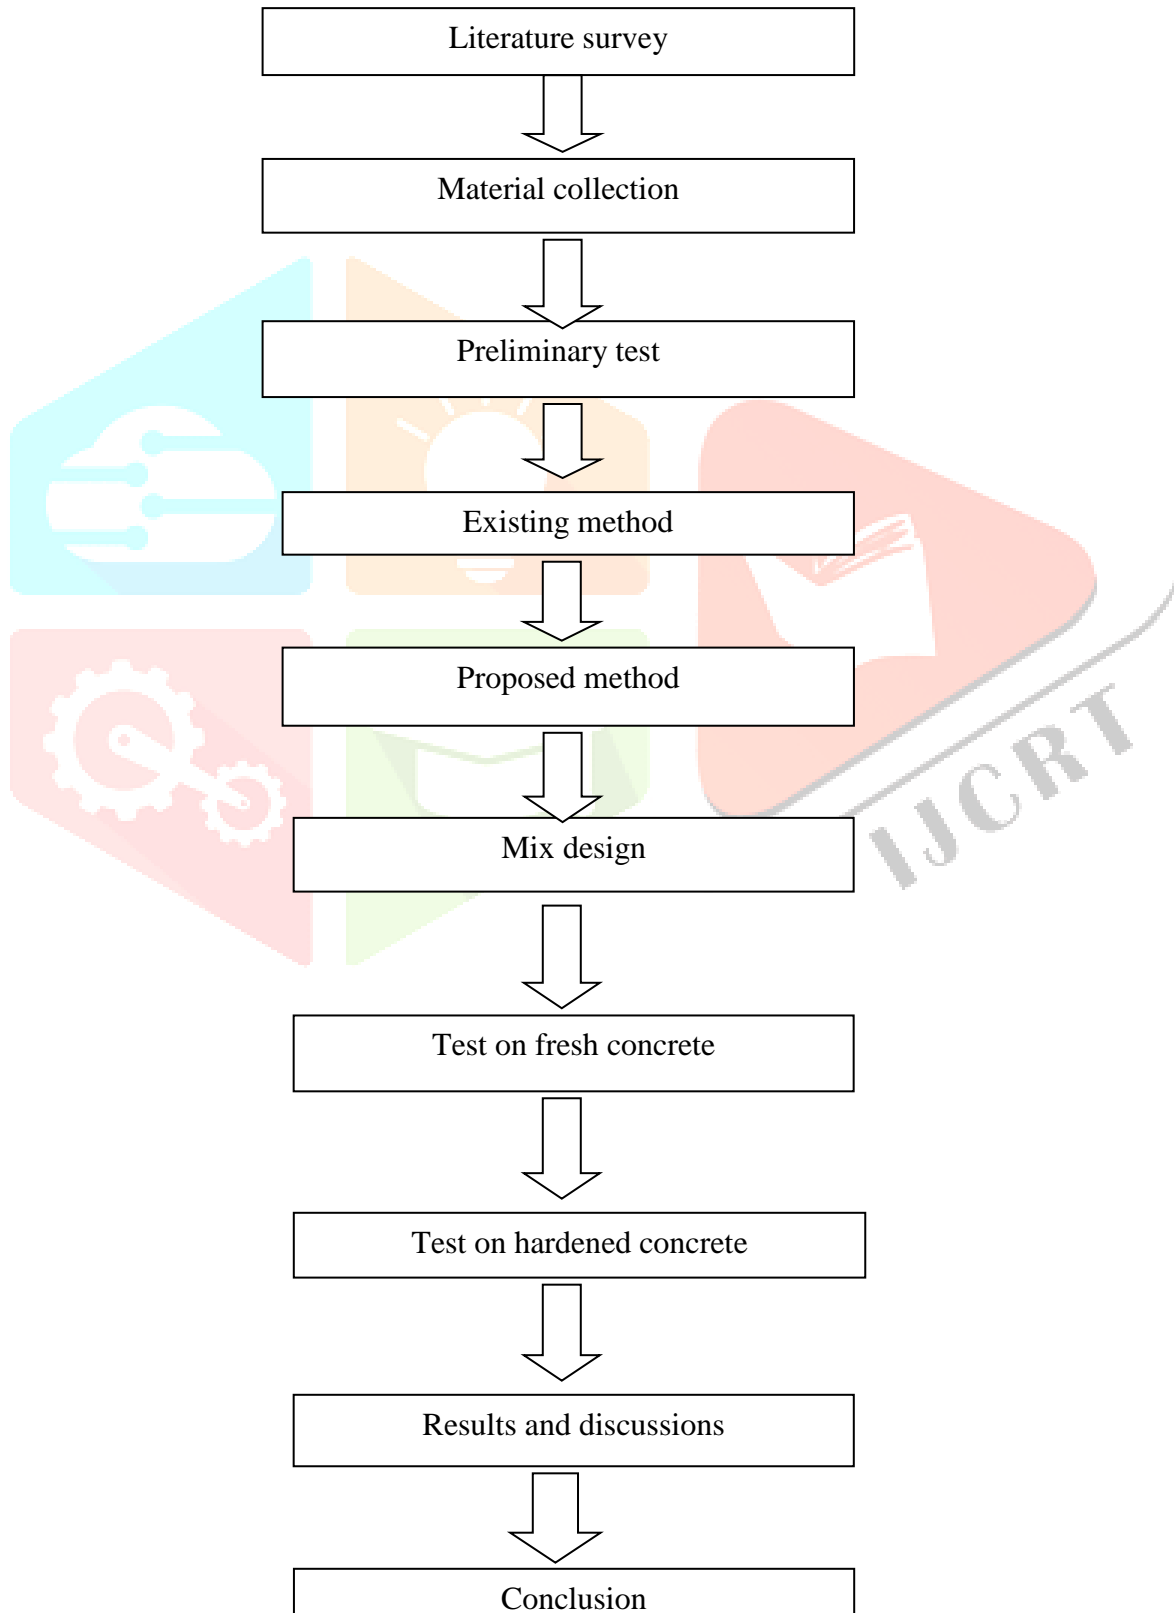 Literature survey
Material collection
Preliminary test
Existing method
Proposed method
IJCRT
Mix design
Test on fresh concrete
Test on hardened concrete
Results and discussions
Conclusion